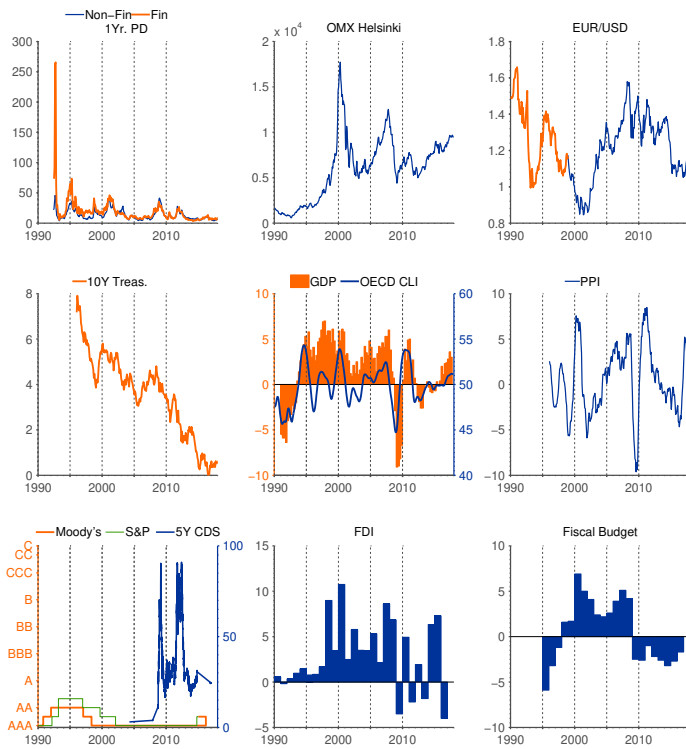 Non−Fin Fin
1Yr. PD
300
250
200
150
100
50
0
1990 2000 2010
2 x 10⁴ OMX Helsinki
1.5
1
0.5
0
1990 2000 2010
EUR/USD
1.8
1.6
1.4
1.2
1
0.8
1990 2000 2010
10Y Treas.
8
6
4
2
0
1990 2000 2010
GDP OECD CLI
10 60
5 55
0 50
−5 45
−10 40
1990 2000 2010
PPI
10
5
0
−5
−10
1990 2000 2010
Moody's S&P 5Y CDS
C 100
CC
CCC
B
BB 50
BBB
A
AA
AAA 0
1990 2000 2010
FDI
15
10
5
0
−5
1990 2000 2010
Fiscal Budget
10
5
0
−5
−10
1990 2000 2010